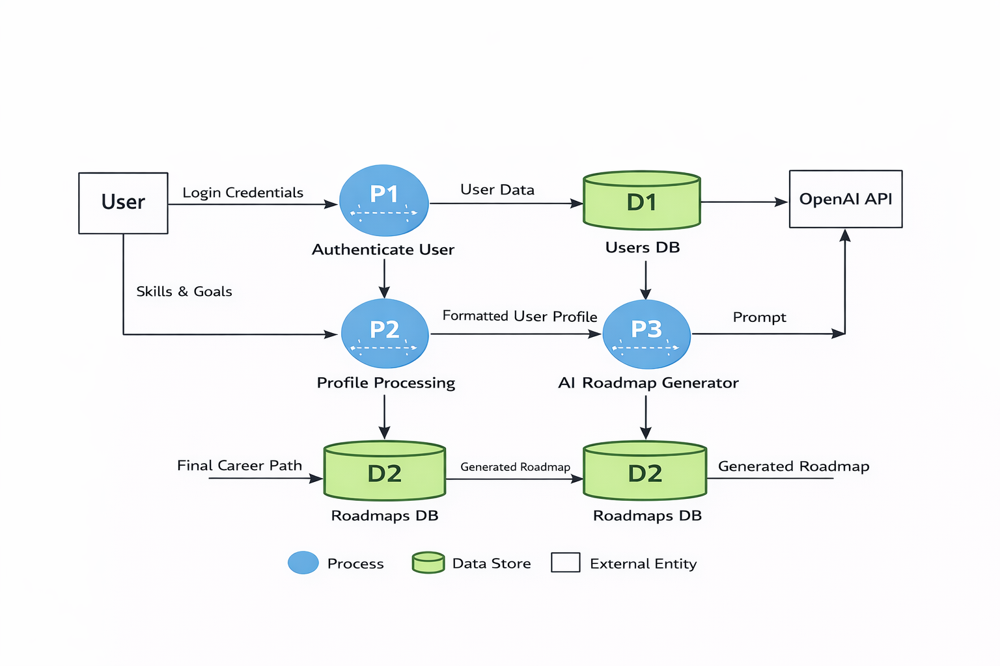 Login Credentials
User Data
User
P1
D1
OpenAI API
Authenticate User
Users DB
Skills & Goals
Formatted User Profile
Prompt
P2
P3
Profile Processing
AI Roadmap Generator
Final Career Path
D2
Generated Roadmap
D2
Generated Roadmap
Roadmaps DB
Roadmaps DB
Process
Data Store
External Entity